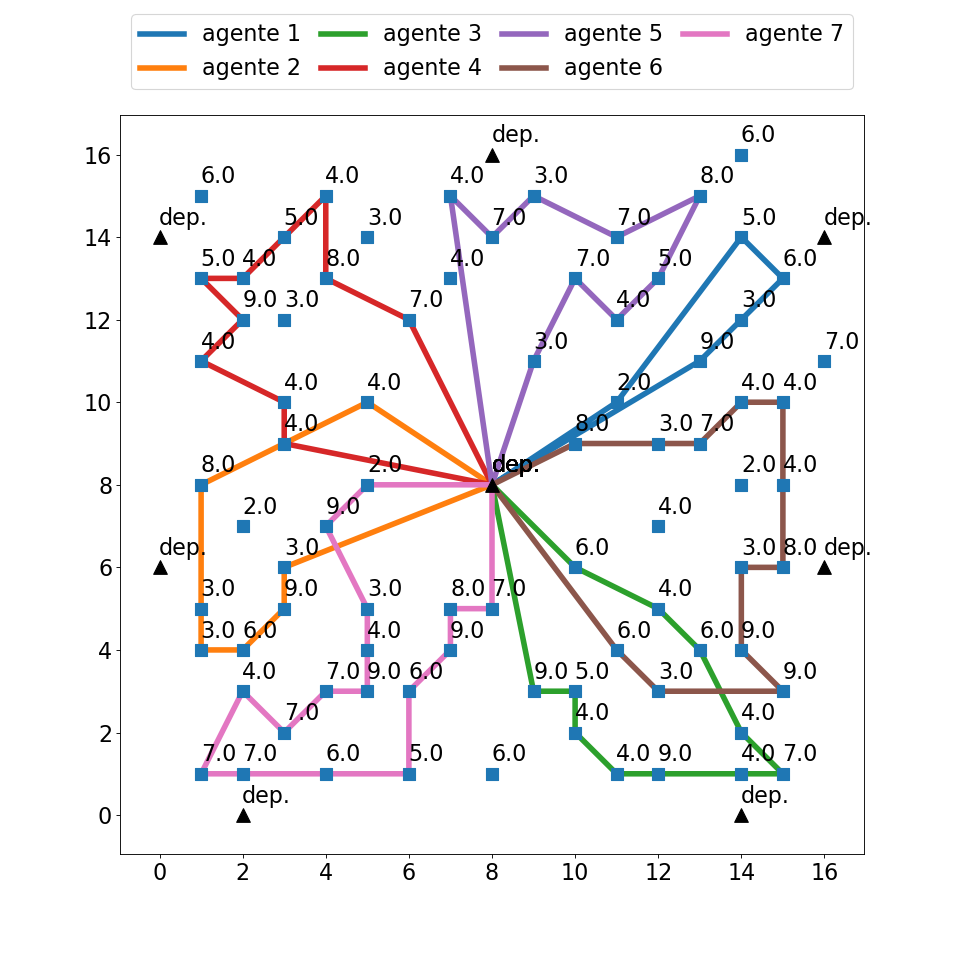 agente 1 agente 3 agente 5 agente 7
agente 2 agente 4 agente 6
dep. 6.0
16
6.0 4.0 4.0 3.0 8.0
dep. 5.0 3.0 7.0 7.0 5.0 dep.
14
5.0 4.0 8.0 4.0 7.0 5.0 6.0
9.0 3.0 7.0 4.0 3.0
12
4.0 3.0 9.0 7.0
4.0 4.0 2.0 4.0 4.0
10
4.0 8.0 3.0 7.0
8.0 2.0 dep. 2.0 4.0
8
2.0 9.0 4.0
dep. 3.0 6.0 3.0 8.0 dep.
6
3.0 9.0 3.0 8.0 7.0 4.0
3.0 6.0 4.0 9.0 6.0 6.0 9.0
4
4.0 7.0 9.0 6.0 9.0 5.0 3.0 9.0
7.0 4.0 4.0
2
7.0 7.0 6.0 5.0 6.0 4.0 9.0 4.0 7.0
dep. dep.
0
0 2 4 6 8 10 12 14 16